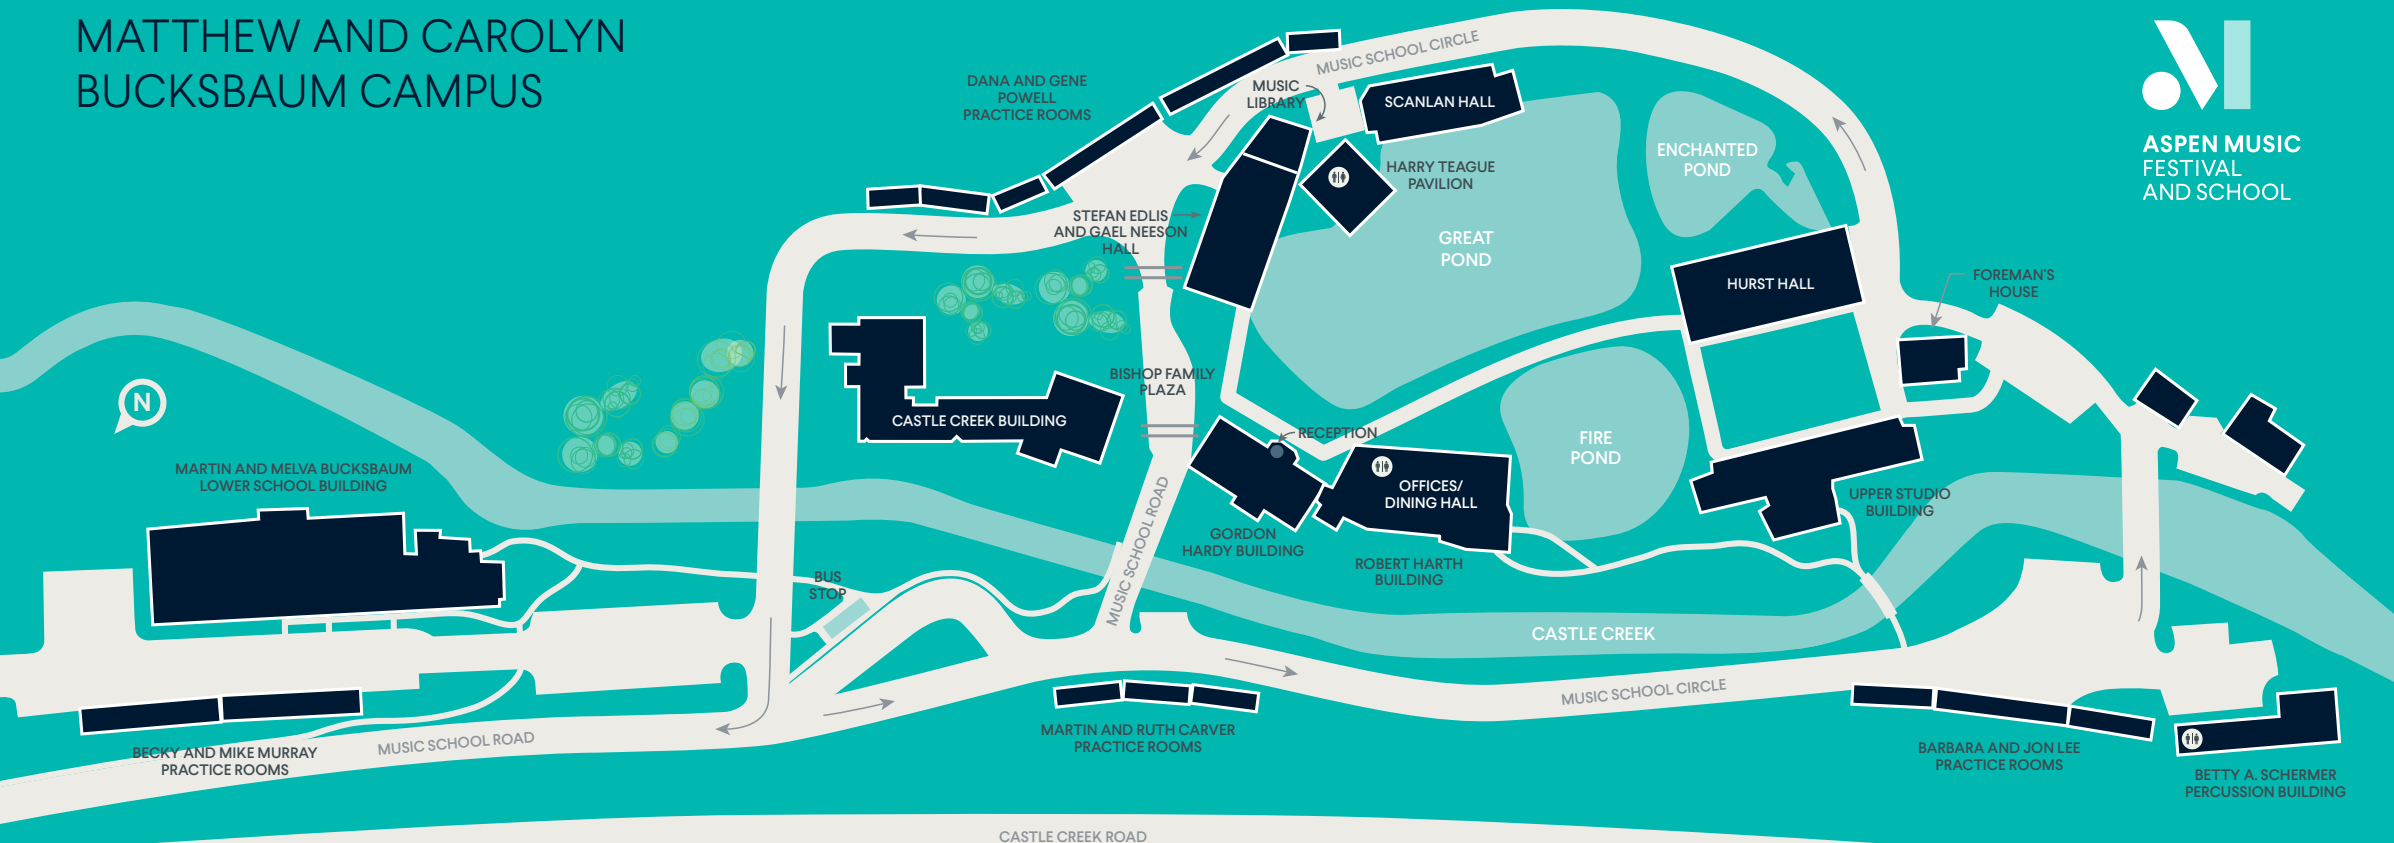 MATTHEW AND CAROLYN
BUCKSBAUM CAMPUS
ASPEN MUSIC
FESTIVAL
AND SCHOOL
MUSIC SCHOOL CIRCLE
DANA AND GENE
POWELL
PRACTICE ROOMS
MUSIC
LIBRARY
SCANLAN HALL
HARRY TEAGUE
PAVILION
ENCHANTED
POND
STEFAN EDLIS
AND GAEL NEESON
HALL
GREAT
POND
HURST HALL
FOREMAN'S
HOUSE
BISHOP FAMILY
PLAZA
N
CASTLE CREEK BUILDING
RECEPTION
FIRE
POND
MARTIN AND MELVA BUCKSBAUM
LOWER SCHOOL BUILDING
OFFICES/
DINING HALL
UPPER STUDIO
BUILDING
MUSIC SCHOOL ROAD
GORDON
HARDY BUILDING
ROBERT HARTH
BUILDING
BUS
STOP
CASTLE CREEK
MUSIC SCHOOL CIRCLE
MARTIN AND RUTH CARVER
PRACTICE ROOMS
MUSIC SCHOOL ROAD
BECKY AND MIKE MURRAY
PRACTICE ROOMS
BARBARA AND JON LEE
PRACTICE ROOMS
BETTY A. SCHERMER
PERCUSSION BUILDING
CASTLE CREEK ROAD